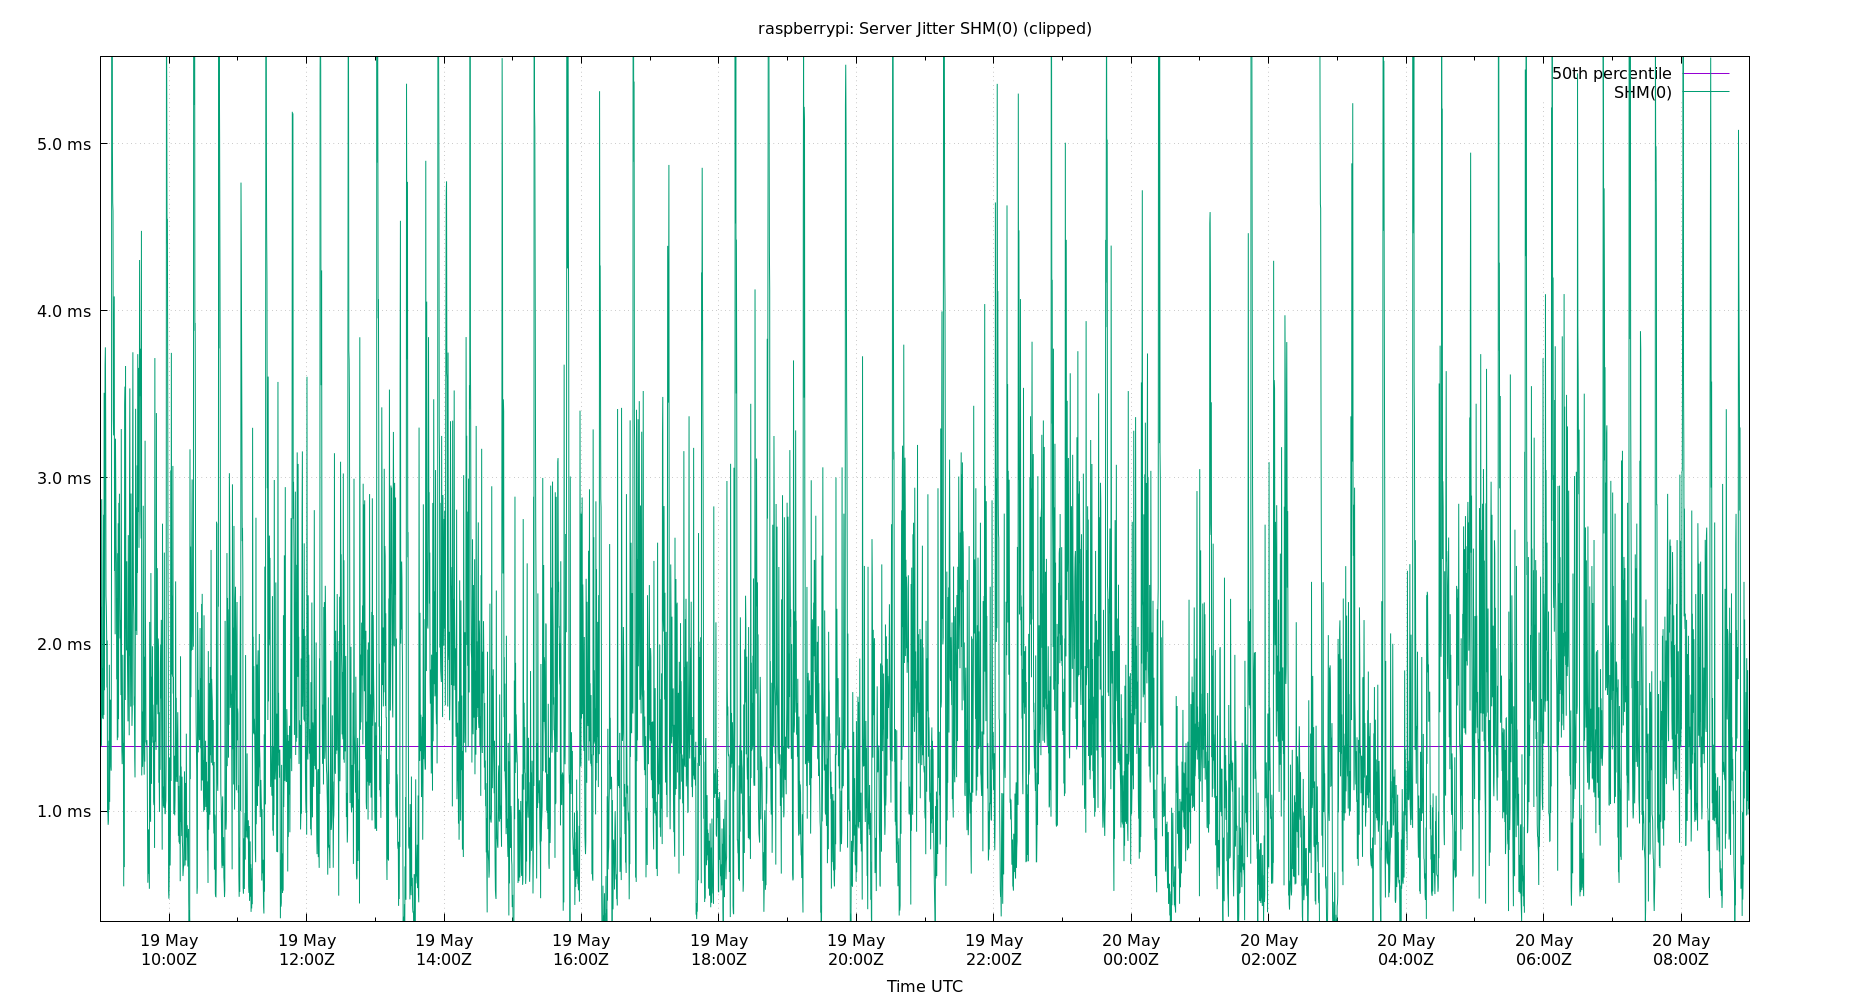 raspberrypi: Server Jitter SHM(0) (clipped)
50th percentile
SHM(0)
5.0 ms
4.0 ms
3.0 ms
2.0 ms
1.0 ms
19 May 19 May 19 May 19 May 19 May 19 May 19 May 20 May 20 May 20 May 20 May 20 May
10:00Z 12:00Z 14:00Z 16:00Z 18:00Z 20:00Z 22:00Z 00:00Z 02:00Z 04:00Z 06:00Z 08:00Z
Time UTC